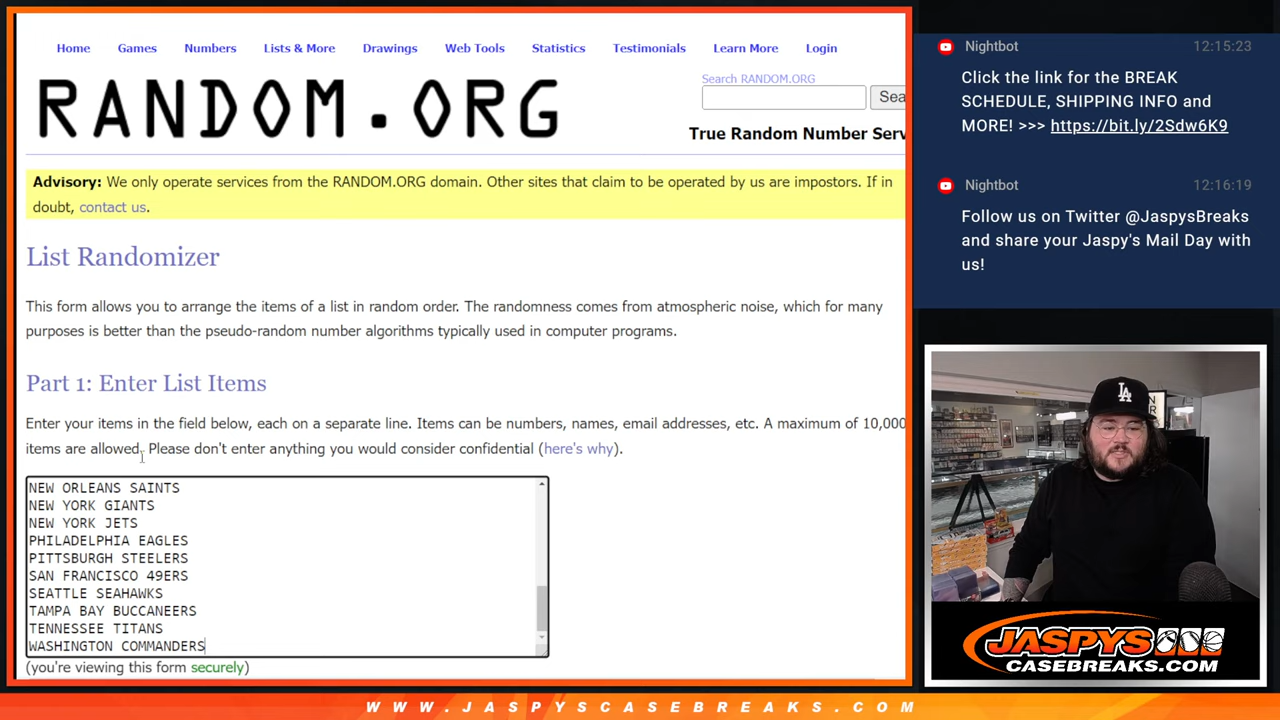 Home Games Numbers Lists & More Drawings Web Tools Statistics Testimonials Learn More Login
RANDOM.ORG
Search RANDOM.ORG
Sea
True Random Number Serv
Advisory: We only operate services from the RANDOM.ORG domain. Other sites that claim to be operated by us are impostors. If in
doubt, contact us.
List Randomizer
This form allows you to arrange the items of a list in random order. The randomness comes from atmospheric noise, which for many
purposes is better than the pseudo-random number algorithms typically used in computer programs.
Part 1: Enter List Items
Enter your items in the field below, each on a separate line. Items can be numbers, names, email addresses, etc. A maximum of 10,000
items are allowed. Please don't enter anything you would consider confidential (here's why).
NEW ORLEANS SAINTS
NEW YORK GIANTS
NEW YORK JETS
PHILADELPHIA EAGLES
PITTSBURGH STEELERS
SAN FRANCISCO 49ERS
SEATTLE SEAHAWKS
TAMPA BAY BUCCANEERS
TENNESSEE TITANS
WASHINGTON COMMANDERS
(you're viewing this form securely)
Nightbot 12:15:23
Click the link for the BREAK
SCHEDULE, SHIPPING INFO and
MORE! >>> https://bit.ly/2Sdw6K9
Nightbot 12:16:19
Follow us on Twitter @JaspysBreaks
and share your Jaspy's Mail Day with
us!
LA
JASPYS
CASEBREAKS.COM
WWW.JASPYSCASEBREAKS.COM